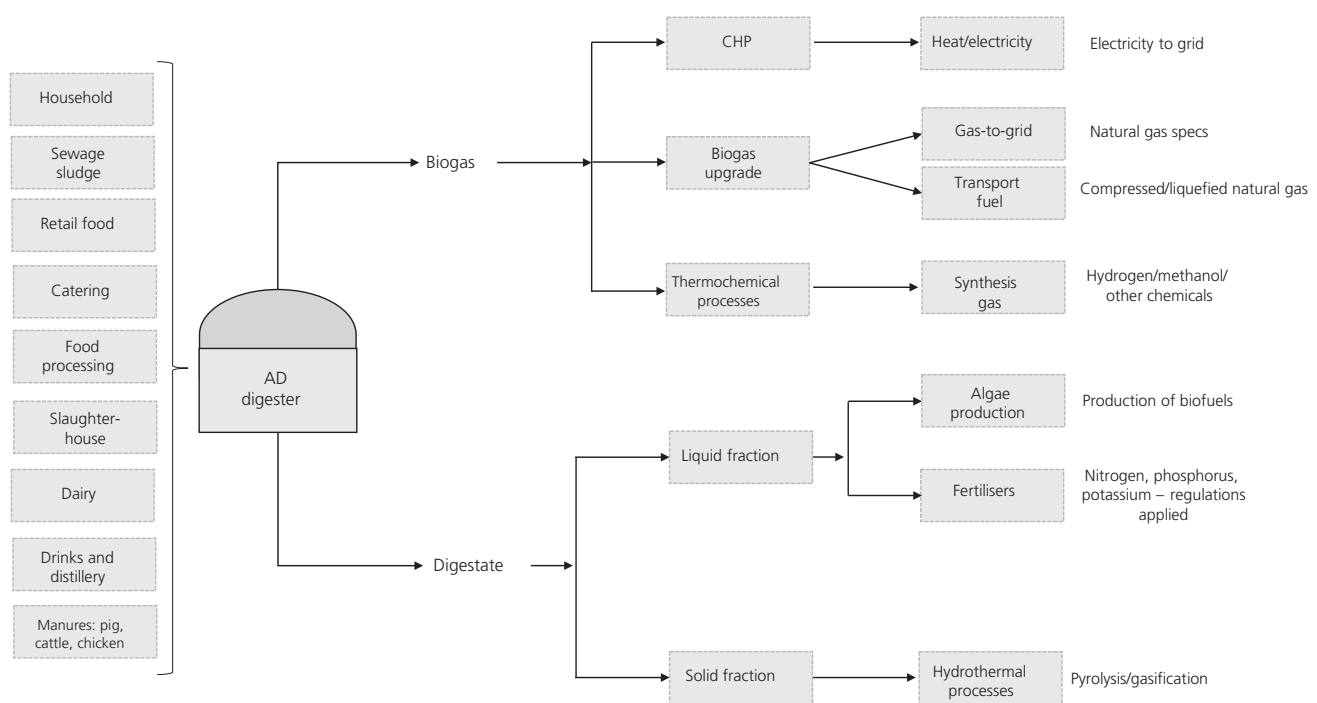 Household
Sewage
sludge
Retail food
Catering
Food
processing
Slaughter-
house
Dairy
Drinks and
distillery
Manures: pig,
cattle, chicken
AD
digester
Biogas
CHP
Heat/electricity
Electricity to grid
Biogas
upgrade
Gas-to-grid
Natural gas specs
Transport
fuel
Compressed/liquefied natural gas
Thermochemical
processes
Synthesis
gas
Hydrogen/methanol/
other chemicals
Digestate
Liquid fraction
Algae
production
Production of biofuels
Fertilisers
Nitrogen, phosphorus,
potassium – regulations
applied
Solid fraction
Hydrothermal
processes
Pyrolysis/gasification